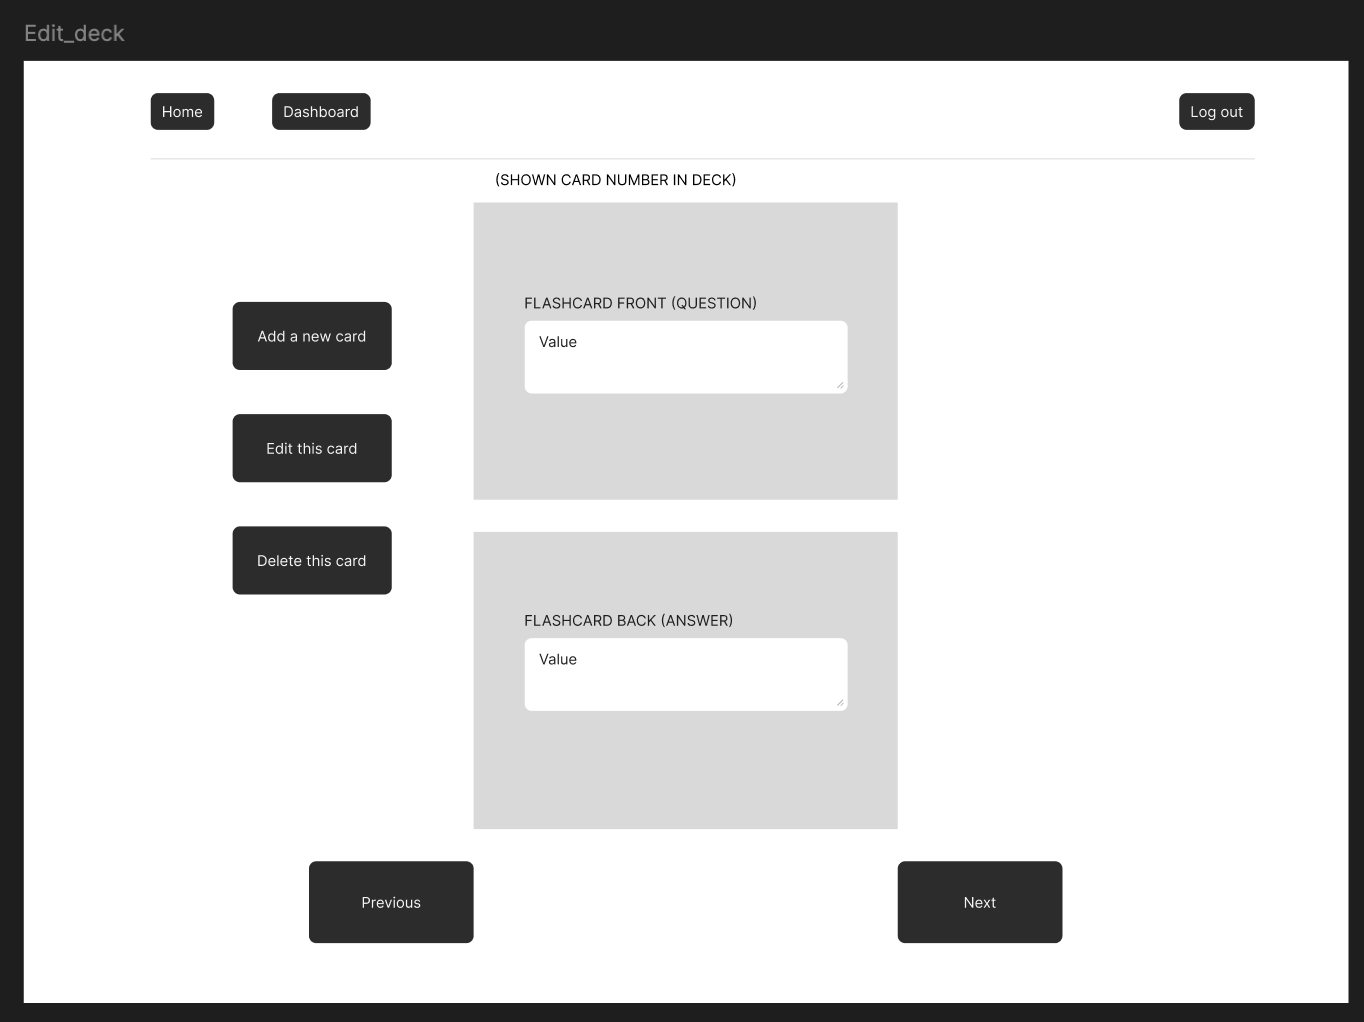 Edit_deck
Home
Dashboard
Log out
(SHOWN CARD NUMBER IN DECK)
FLASHCARD FRONT (QUESTION)
Value
Add a new card
Edit this card
Delete this card
FLASHCARD BACK (ANSWER)
Value
Previous
Next